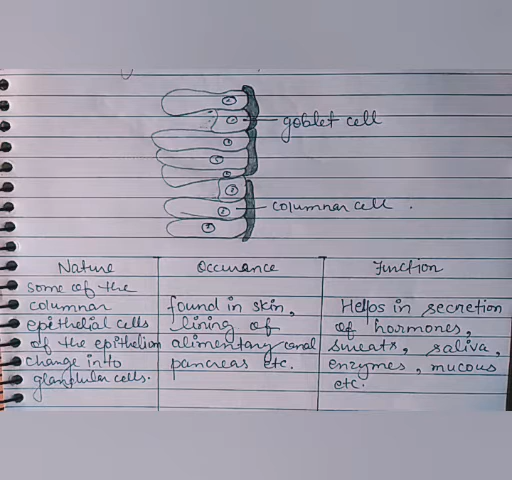 goblet cell
columnar cell .
Nature
some of the
columnar
epithelial cells
of the epithelion
change into
glandular cells.
Occurance
found in skin,
lining of
alimentary canal
pancreas etc.
Function
Helps in secretion
of hormones,
sweats, saliva,
enzymes, mucous
etc.